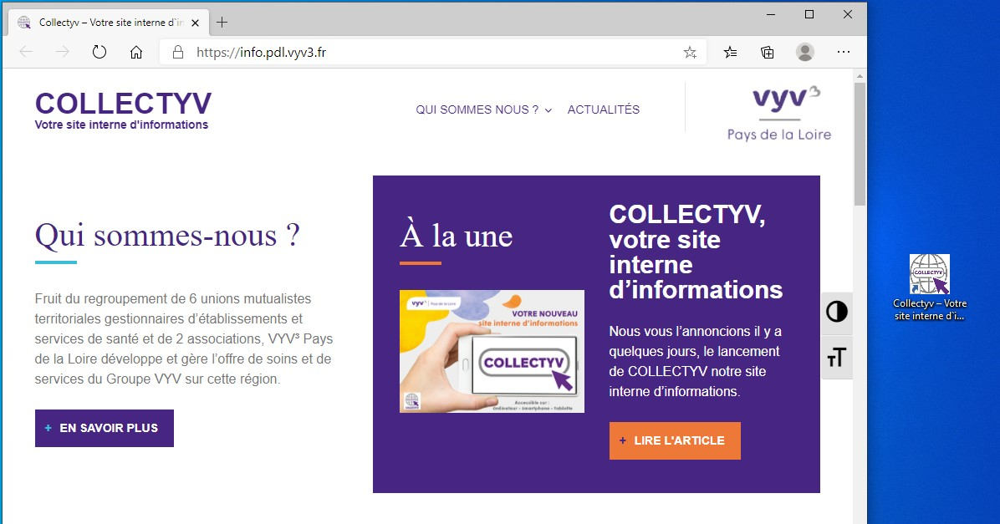 Collectyv – Votre site interne d'in
https://info.pdl.vyv3.fr
COLLECTYV
Votre site interne d'informations
QUI SOMMES NOUS ?
ACTUALITÉS
vyv3
Pays de la Loire
Qui sommes-nous ?
Fruit du regroupement de 6 unions mutualistes
territoriales gestionnaires d’établissements et
services de santé et de 2 associations, VYV³ Pays
de la Loire développe et gère l’offre de soins et de
services du Groupe VYV sur cette région.
+ EN SAVOIR PLUS
À la une
vyv3 Pays de la Loire
VOTRE NOUVEAU
site interne d'informations
COLLECTYV
Accessible sur :
Ordinateur - Smartphone - Tablette
COLLECTYV,
votre site
interne
d’informations
Nous vous l’annoncions il y a
quelques jours, le lancement
de COLLECTYV notre site
interne d’informations.
+ LIRE L'ARTICLE
TT
COLLECTYV
Collectyv – Votre
site interne d`i...